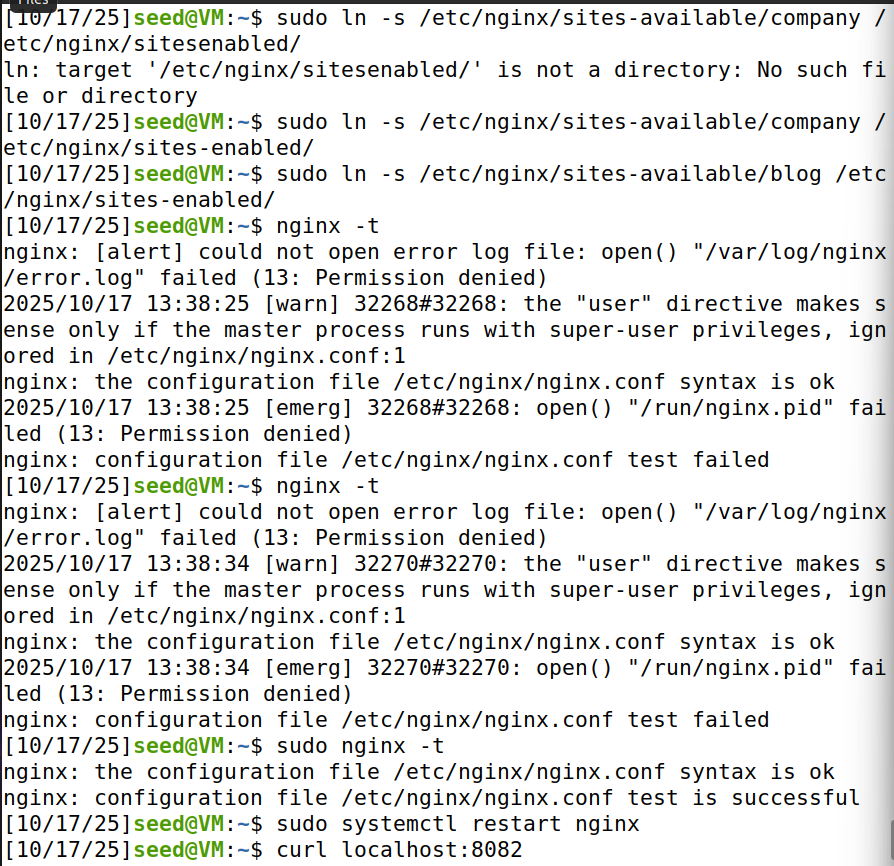 Files
[10/17/25]seed@VM:~$ sudo ln -s /etc/nginx/sites-available/company /
etc/nginx/sitesenabled/
ln: target '/etc/nginx/sitesenabled/' is not a directory: No such fi
le or directory
[10/17/25]seed@VM:~$ sudo ln -s /etc/nginx/sites-available/company /
etc/nginx/sites-enabled/
[10/17/25]seed@VM:~$ sudo ln -s /etc/nginx/sites-available/blog /etc
/nginx/sites-enabled/
[10/17/25]seed@VM:~$ nginx -t
nginx: [alert] could not open error log file: open() "/var/log/nginx
/error.log" failed (13: Permission denied)
2025/10/17 13:38:25 [warn] 32268#32268: the "user" directive makes s
ense only if the master process runs with super-user privileges, ign
ored in /etc/nginx/nginx.conf:1
nginx: the configuration file /etc/nginx/nginx.conf syntax is ok
2025/10/17 13:38:25 [emerg] 32268#32268: open() "/run/nginx.pid" fai
led (13: Permission denied)
nginx: configuration file /etc/nginx/nginx.conf test failed
[10/17/25]seed@VM:~$ nginx -t
nginx: [alert] could not open error log file: open() "/var/log/nginx
/error.log" failed (13: Permission denied)
2025/10/17 13:38:34 [warn] 32270#32270: the "user" directive makes s
ense only if the master process runs with super-user privileges, ign
ored in /etc/nginx/nginx.conf:1
nginx: the configuration file /etc/nginx/nginx.conf syntax is ok
2025/10/17 13:38:34 [emerg] 32270#32270: open() "/run/nginx.pid" fai
led (13: Permission denied)
nginx: configuration file /etc/nginx/nginx.conf test failed
[10/17/25]seed@VM:~$ sudo nginx -t
nginx: the configuration file /etc/nginx/nginx.conf syntax is ok
nginx: configuration file /etc/nginx/nginx.conf test is successful
[10/17/25]seed@VM:~$ sudo systemctl restart nginx
[10/17/25]seed@VM:~$ curl localhost:8082